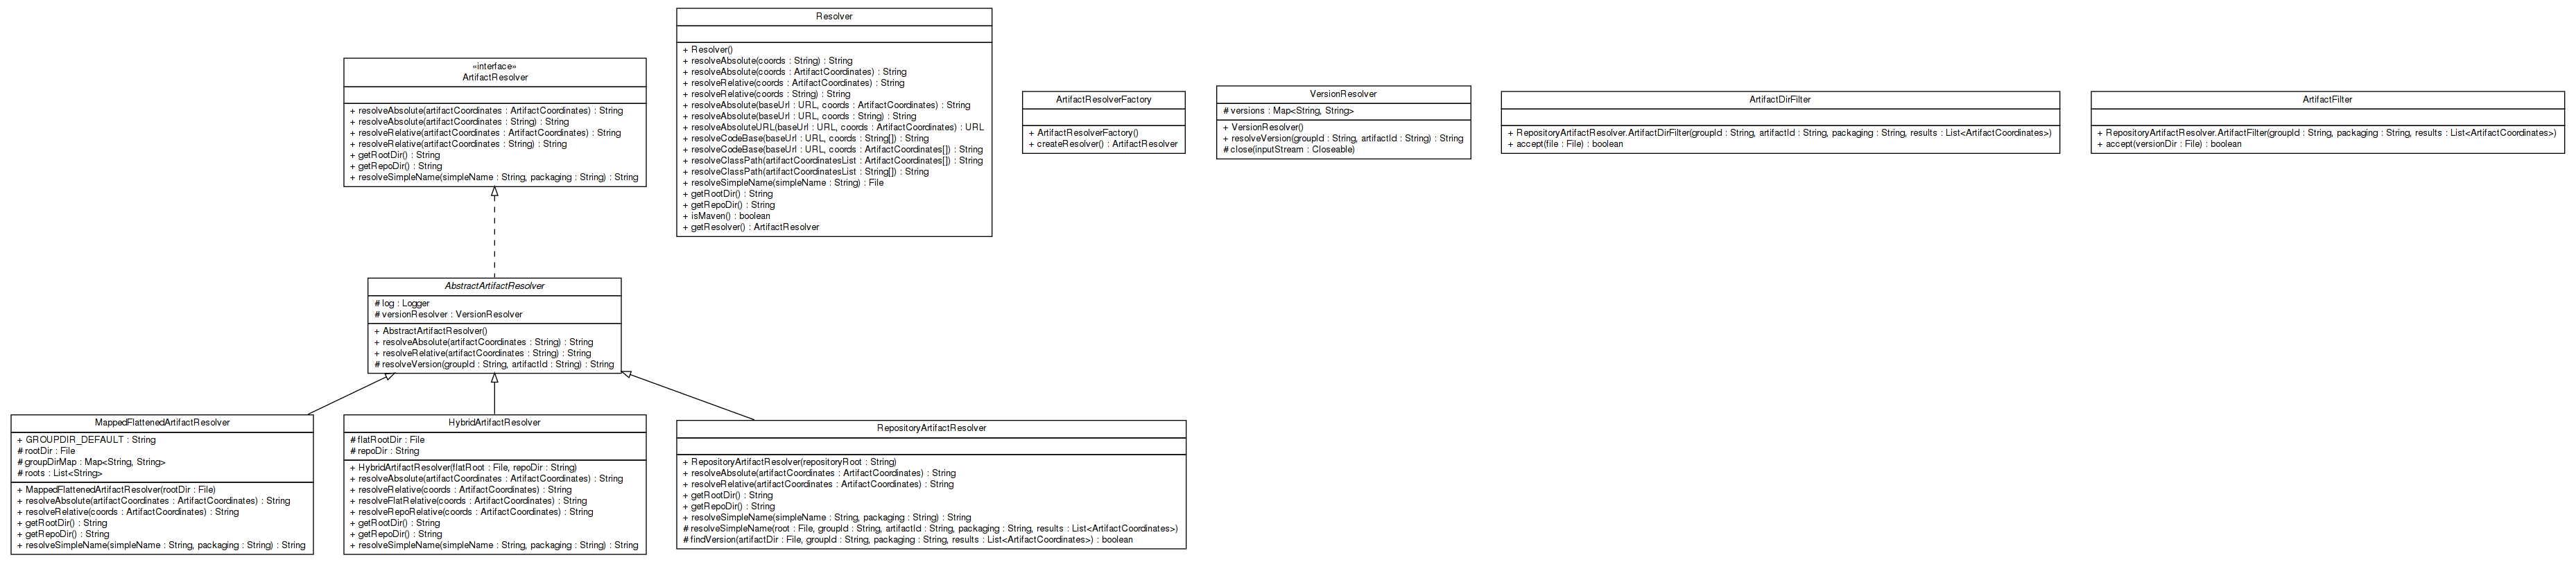 Resolver
+ Resolver()
+ resolveAbsolute(coords : String) : String
+ resolveAbsolute(coords : ArtifactCoordinates) : String
+ resolveRelative(coords : ArtifactCoordinates) : String
+ resolveRelative(coords : String) : String
+ resolveAbsolute(baseUrl : URL, coords : ArtifactCoordinates) : String
+ resolveAbsolute(baseUrl : URL, coords : String) : String
+ resolveAbsoluteURL(baseUrl : URL, coords : ArtifactCoordinates) : URL
+ resolveCodeBase(baseUrl : URL, coords : String[]) : String
+ resolveCodeBase(baseUrl : URL, coords : ArtifactCoordinates[]) : String
+ resolveClassPath(artifactCoordinatesList : ArtifactCoordinates[]) : String
+ resolveClassPath(artifactCoordinatesList : String[]) : String
+ resolveSimpleName(simpleName : String) : File
+ getRootDir() : String
+ getRepoDir() : String
+ isMaven() : boolean
+ getResolver() : ArtifactResolver
«interface»
ArtifactResolver
+ resolveAbsolute(artifactCoordinates : ArtifactCoordinates) : String
+ resolveAbsolute(artifactCoordinates : String) : String
+ resolveRelative(artifactCoordinates : ArtifactCoordinates) : String
+ resolveRelative(artifactCoordinates : String) : String
+ getRootDir() : String
+ getRepoDir() : String
+ resolveSimpleName(simpleName : String, packaging : String) : String
ArtifactResolverFactory
+ ArtifactResolverFactory()
+ createResolver() : ArtifactResolver
VersionResolver
# versions : Map<String, String>
+ VersionResolver()
+ resolveVersion(groupId : String, artifactId : String) : String
# close(inputStream : Closeable)
ArtifactDirFilter
+ RepositoryArtifactResolver.ArtifactDirFilter(groupId : String, artifactId : String, packaging : String, results : List<ArtifactCoordinates>)
+ accept(file : File) : boolean
ArtifactFilter
+ RepositoryArtifactResolver.ArtifactFilter(groupId : String, packaging : String, results : List<ArtifactCoordinates>)
+ accept(versionDir : File) : boolean
AbstractArtifactResolver
# log : Logger
# versionResolver : VersionResolver
+ AbstractArtifactResolver()
+ resolveAbsolute(artifactCoordinates : String) : String
+ resolveRelative(artifactCoordinates : String) : String
# resolveVersion(groupId : String, artifactId : String) : String
MappedFlattenedArtifactResolver
+ GROUPDIR_DEFAULT : String
# rootDir : File
# groupDirMap : Map<String, String>
# roots : List<String>
+ MappedFlattenedArtifactResolver(rootDir : File)
+ resolveAbsolute(artifactCoordinates : ArtifactCoordinates) : String
+ resolveRelative(coords : ArtifactCoordinates) : String
+ getRootDir() : String
+ getRepoDir() : String
+ resolveSimpleName(simpleName : String, packaging : String) : String
HybridArtifactResolver
# flatRootDir : File
# repoDir : String
+ HybridArtifactResolver(flatRoot : File, repoDir : String)
+ resolveAbsolute(artifactCoordinates : ArtifactCoordinates) : String
+ resolveRelative(coords : ArtifactCoordinates) : String
+ resolveFlatRelative(coords : ArtifactCoordinates) : String
+ resolveRepoRelative(coords : ArtifactCoordinates) : String
+ getRootDir() : String
+ getRepoDir() : String
+ resolveSimpleName(simpleName : String, packaging : String) : String
RepositoryArtifactResolver
+ RepositoryArtifactResolver(repositoryRoot : String)
+ resolveAbsolute(artifactCoordinates : ArtifactCoordinates) : String
+ resolveRelative(artifactCoordinates : ArtifactCoordinates) : String
+ getRootDir() : String
+ getRepoDir() : String
+ resolveSimpleName(simpleName : String, packaging : String) : String
# resolveSimpleName(root : File, groupId : String, artifactId : String, packaging : String, results : List<ArtifactCoordinates>)
# findVersion(artifactDir : File, groupId : String, packaging : String, results : List<ArtifactCoordinates>) : boolean